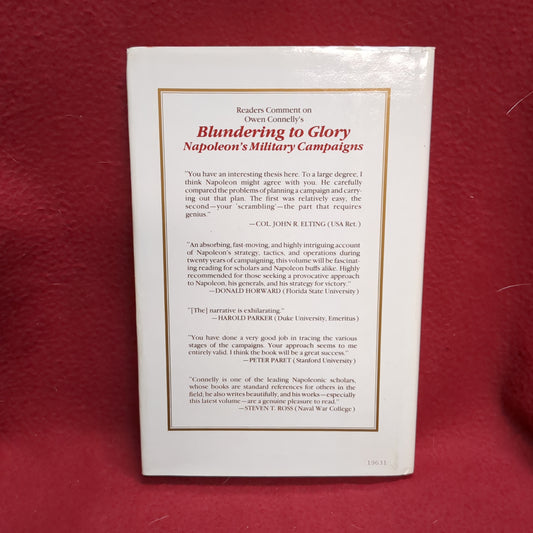 Readers Comment on
Owen Connelly's
Blundering to Glory
Napoleon's Military Campaigns
"You have an interesting thesis here. To a large degree, I
think Napoleon might agree with you. He carefully
compared the problems of planning a campaign and carry-
ing out that plan. The first was relatively easy, the
second—your 'scrambling'—the part that requires
genius."
—COL. JOHN R. ELTING (USA Ret.)
"An absorbing, fast-moving, and highly intriguing account
of Napoleon's strategy, tactics, and operations during
twenty years of campaigning, this volume will be fascinat-
ing reading for scholars and Napoleon buffs alike. Highly
recommended for those seeking a provocative approach
to Napoleon, his generals, and his strategy for victory."
—DONALD HORWARD (Florida State University)
"[The] narrative is exhilarating."
—HAROLD PARKER (Duke University, Emeritus)
"You have done a very good job in tracing the various
stages of the campaigns. Your approach seems to me
entirely valid. I think the book will be a great success."
—PETER PARET (Stanford University)
"Connelly is one of the leading Napoleonic scholars,
whose books are standard references for others in the
field, he also writes beautifully, and his works—especially
this latest volume—are a genuine pleasure to read."
—STEVEN T. ROSS (Naval War College)
19631